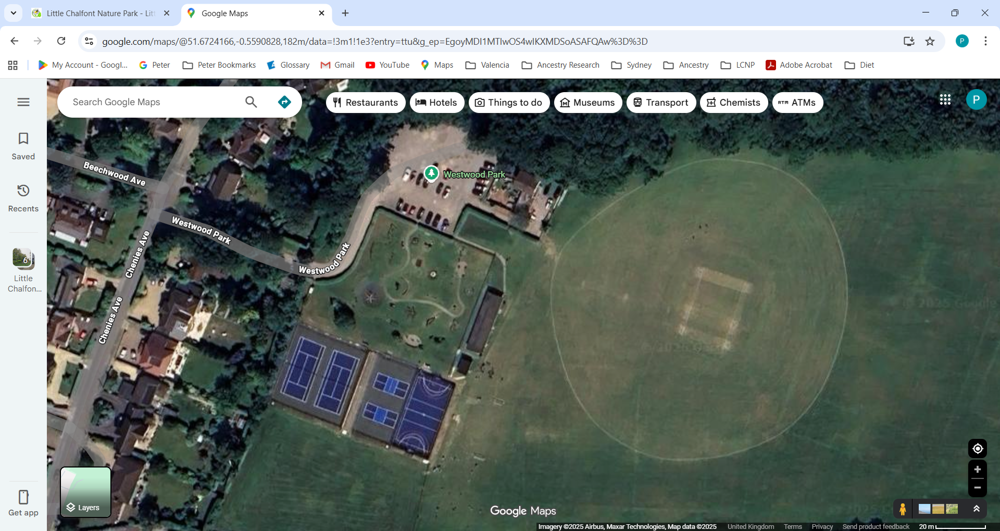 Little Chalfont Nature Park - Litt
Google Maps
google.com/maps/@51.6724166,-0.5590828,182m/data=!3m1!1e3?entry=ttu&g_ep=EgoyMDI1MTIwOS4wIKXMDSoASAFQAw%3D%3D
P
My Account - Googl...
Peter
Peter Bookmarks
Glossary
Gmail
YouTube
Maps
Valencia
Ancestry Research
Sydney
Ancestry
LCNP
Adobe Acrobat
Diet
Search Google Maps
Restaurants
Hotels
Things to do
Museums
Transport
Chemists
ATM ATMs
P
Saved
Recents
6
Little
Chalfon...
Get app
Beechwood Ave
Westwood Park
Westwood Park
Westwood Park
Chenies Ave
Chenies Ave
Layers
Google Maps
Imagery ©2025 Airbus, Maxar Technologies, Map data ©2025
United Kingdom
Terms
Privacy
Send product feedback
20 m